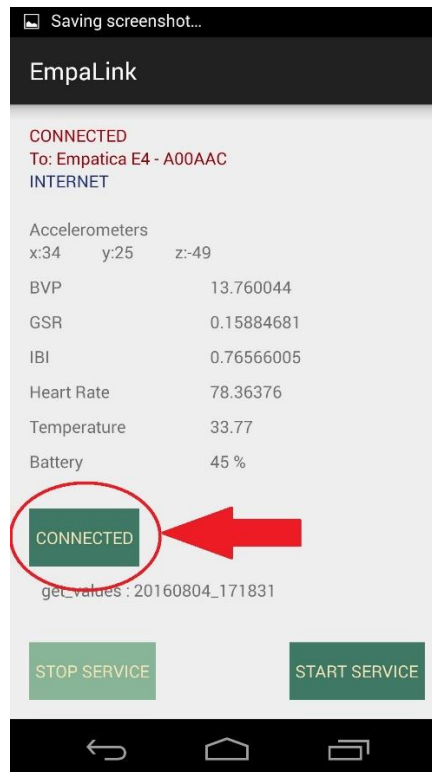 Saving screenshot...
EmpaLink
CONNECTED
To: Empatica E4 - A00AAC
INTERNET
Accelerometers
x:34 y:25 z:-49
BVP 13.760044
GSR 0.15884681
IBI 0.76566005
Heart Rate 78.36376
Temperature 33.77
Battery 45 %
CONNECTED
get_values : 20160804_171831
STOP SERVICE START SERVICE